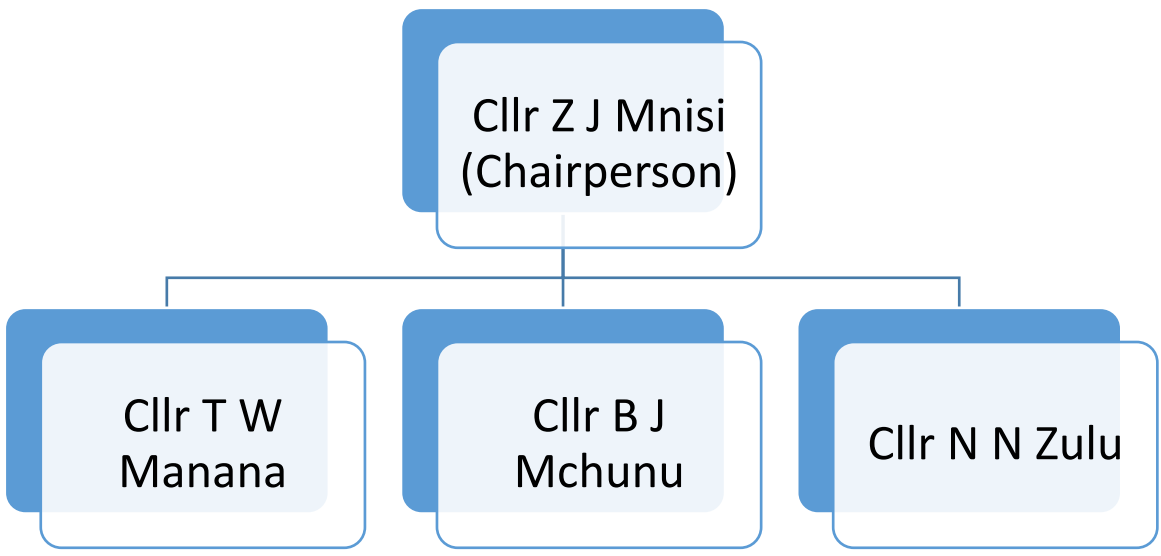 Cllr Z J Mnisi
(Chairperson)
Cllr T W
Manana
Cllr B J
Mchunu
Cllr N N Zulu